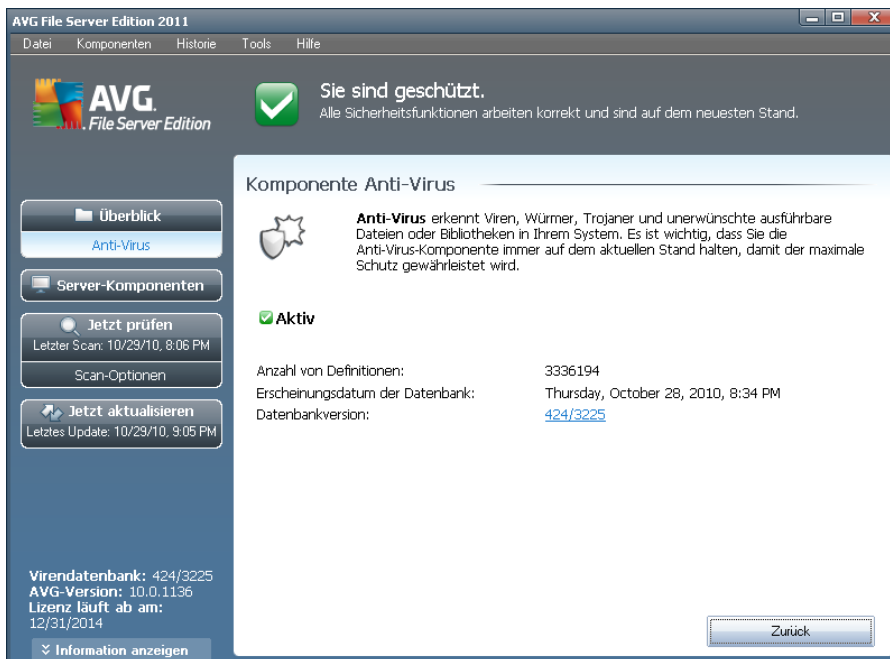 AVG File Server Edition 2011
Datei Komponenten Historie Tools Hilfe
AVG.
File Server Edition
Sie sind geschützt.
Alle Sicherheitsfunktionen arbeiten korrekt und sind auf dem neuesten Stand.
Überblick
Anti-Virus
Server-Komponenten
Jetzt prüfen
Letzter Scan: 10/29/10, 8:06 PM
Scan-Optionen
Jetzt aktualisieren
Letztes Update: 10/29/10, 9:05 PM
Virendatenbank: 424/3225
AVG-Version: 10.0.1136
Lizenz läuft ab am:
12/31/2014
Information anzeigen
Komponente Anti-Virus
Anti-Virus erkennt Viren, Würmer, Trojaner und unerwünschte ausführbare
Dateien oder Bibliotheken in Ihrem System. Es ist wichtig, dass Sie die
Anti-Virus-Komponente immer auf dem aktuellen Stand halten, damit der maximale
Schutz gewährleistet wird.
Aktiv
Anzahl von Definitionen: 3336194
Erscheinungsdatum der Datenbank: Thursday, October 28, 2010, 8:34 PM
Datenbankversion: 424/3225
Zurück